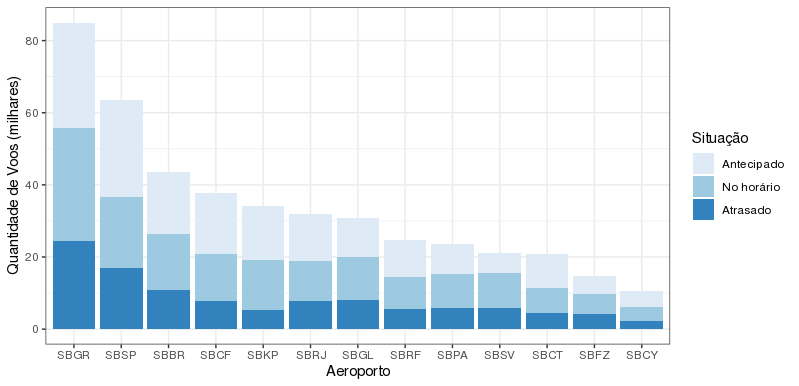 Quantidade de Voos (milhares)
80
60
40
20
0
SBGR SBSP SBBR SBCF SBKP SBRJ SBGL SBRF SBPA SBSV SBCT SBFZ SBCY
Aeroporto
Situação
Antecipado
No horário
Atrasado